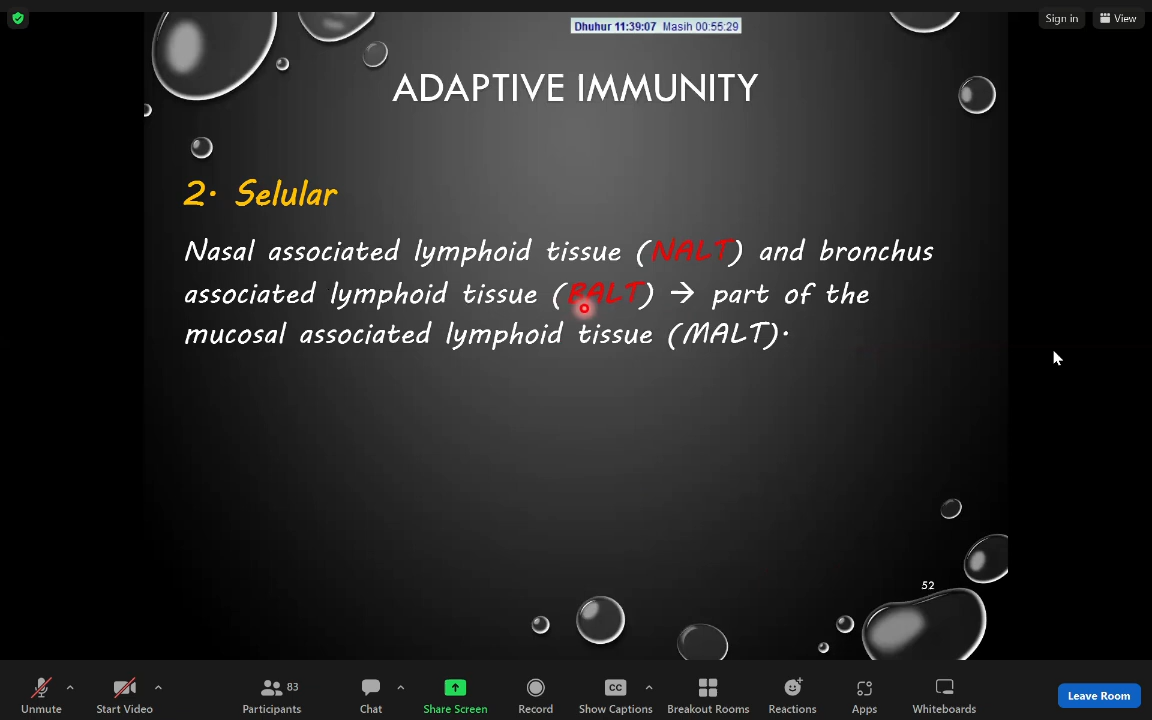 Dhuhur 11:39:07 Masih 00:55:29
Sign in
View
ADAPTIVE IMMUNITY
2. Selular
Nasal associated lymphoid tissue (NALT) and bronchus
associated lymphoid tissue (BALT) → part of the
mucosal associated lymphoid tissue (MALT).
52
83
CC
Unmute
Start Video
Participants
Chat
Share Screen
Record
Show Captions
Breakout Rooms
Reactions
Apps
Whiteboards
Leave Room